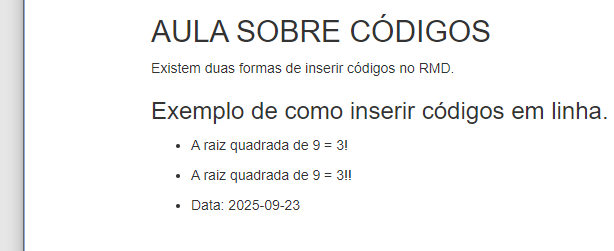 AULA SOBRE CÓDIGOS
Existem duas formas de inserir códigos no RMD.
Exemplo de como inserir códigos em linha.
• A raiz quadrada de 9 = 3!
• A raiz quadrada de 9 = 3!!
• Data: 2025-09-23